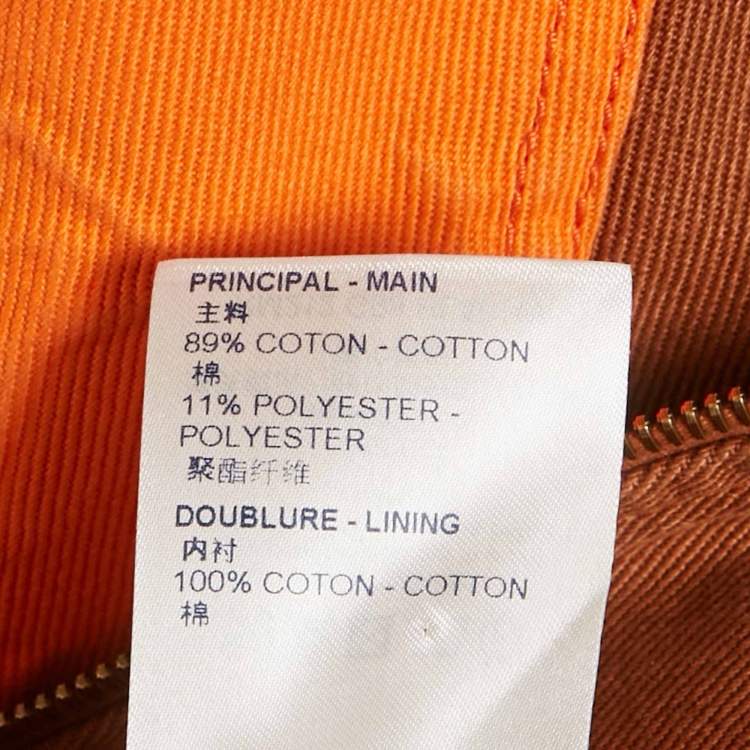 PRINCIPAL - MAIN
主料
89% COTON - COTTON
棉
11% POLYESTER -
POLYESTER
聚酯纤维
DOUBLURE - LINING
内衬
100% COTON - COTTON
棉